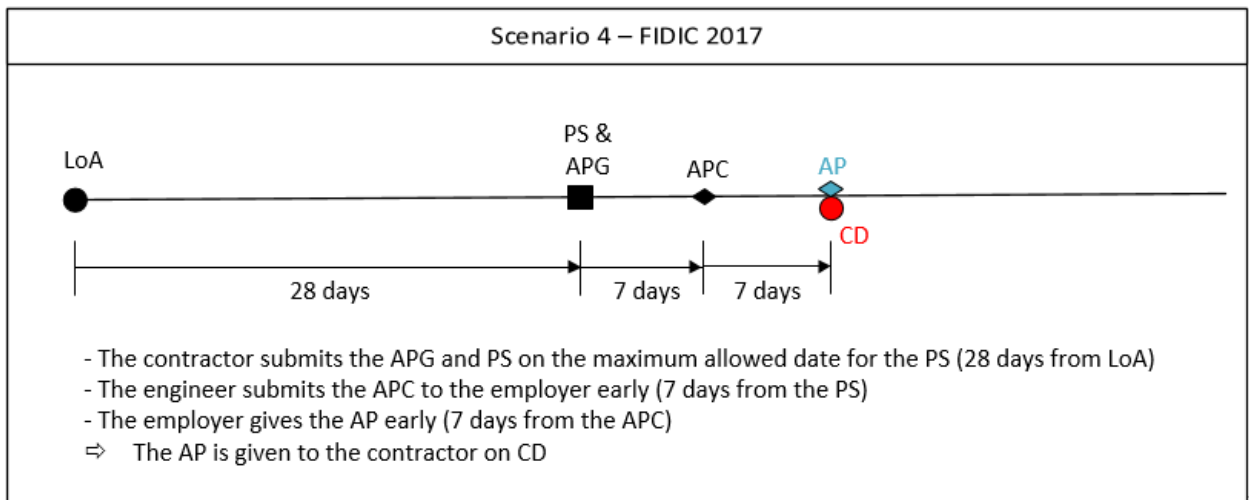 Scenario 4 – FIDIC 2017
LoA
PS &
APG
APC
AP
CD
28 days
7 days
7 days
- The contractor submits the APG and PS on the maximum allowed date for the PS (28 days from LoA)
- The engineer submits the APC to the employer early (7 days from the PS)
- The employer gives the AP early (7 days from the APC)
⇨ The AP is given to the contractor on CD